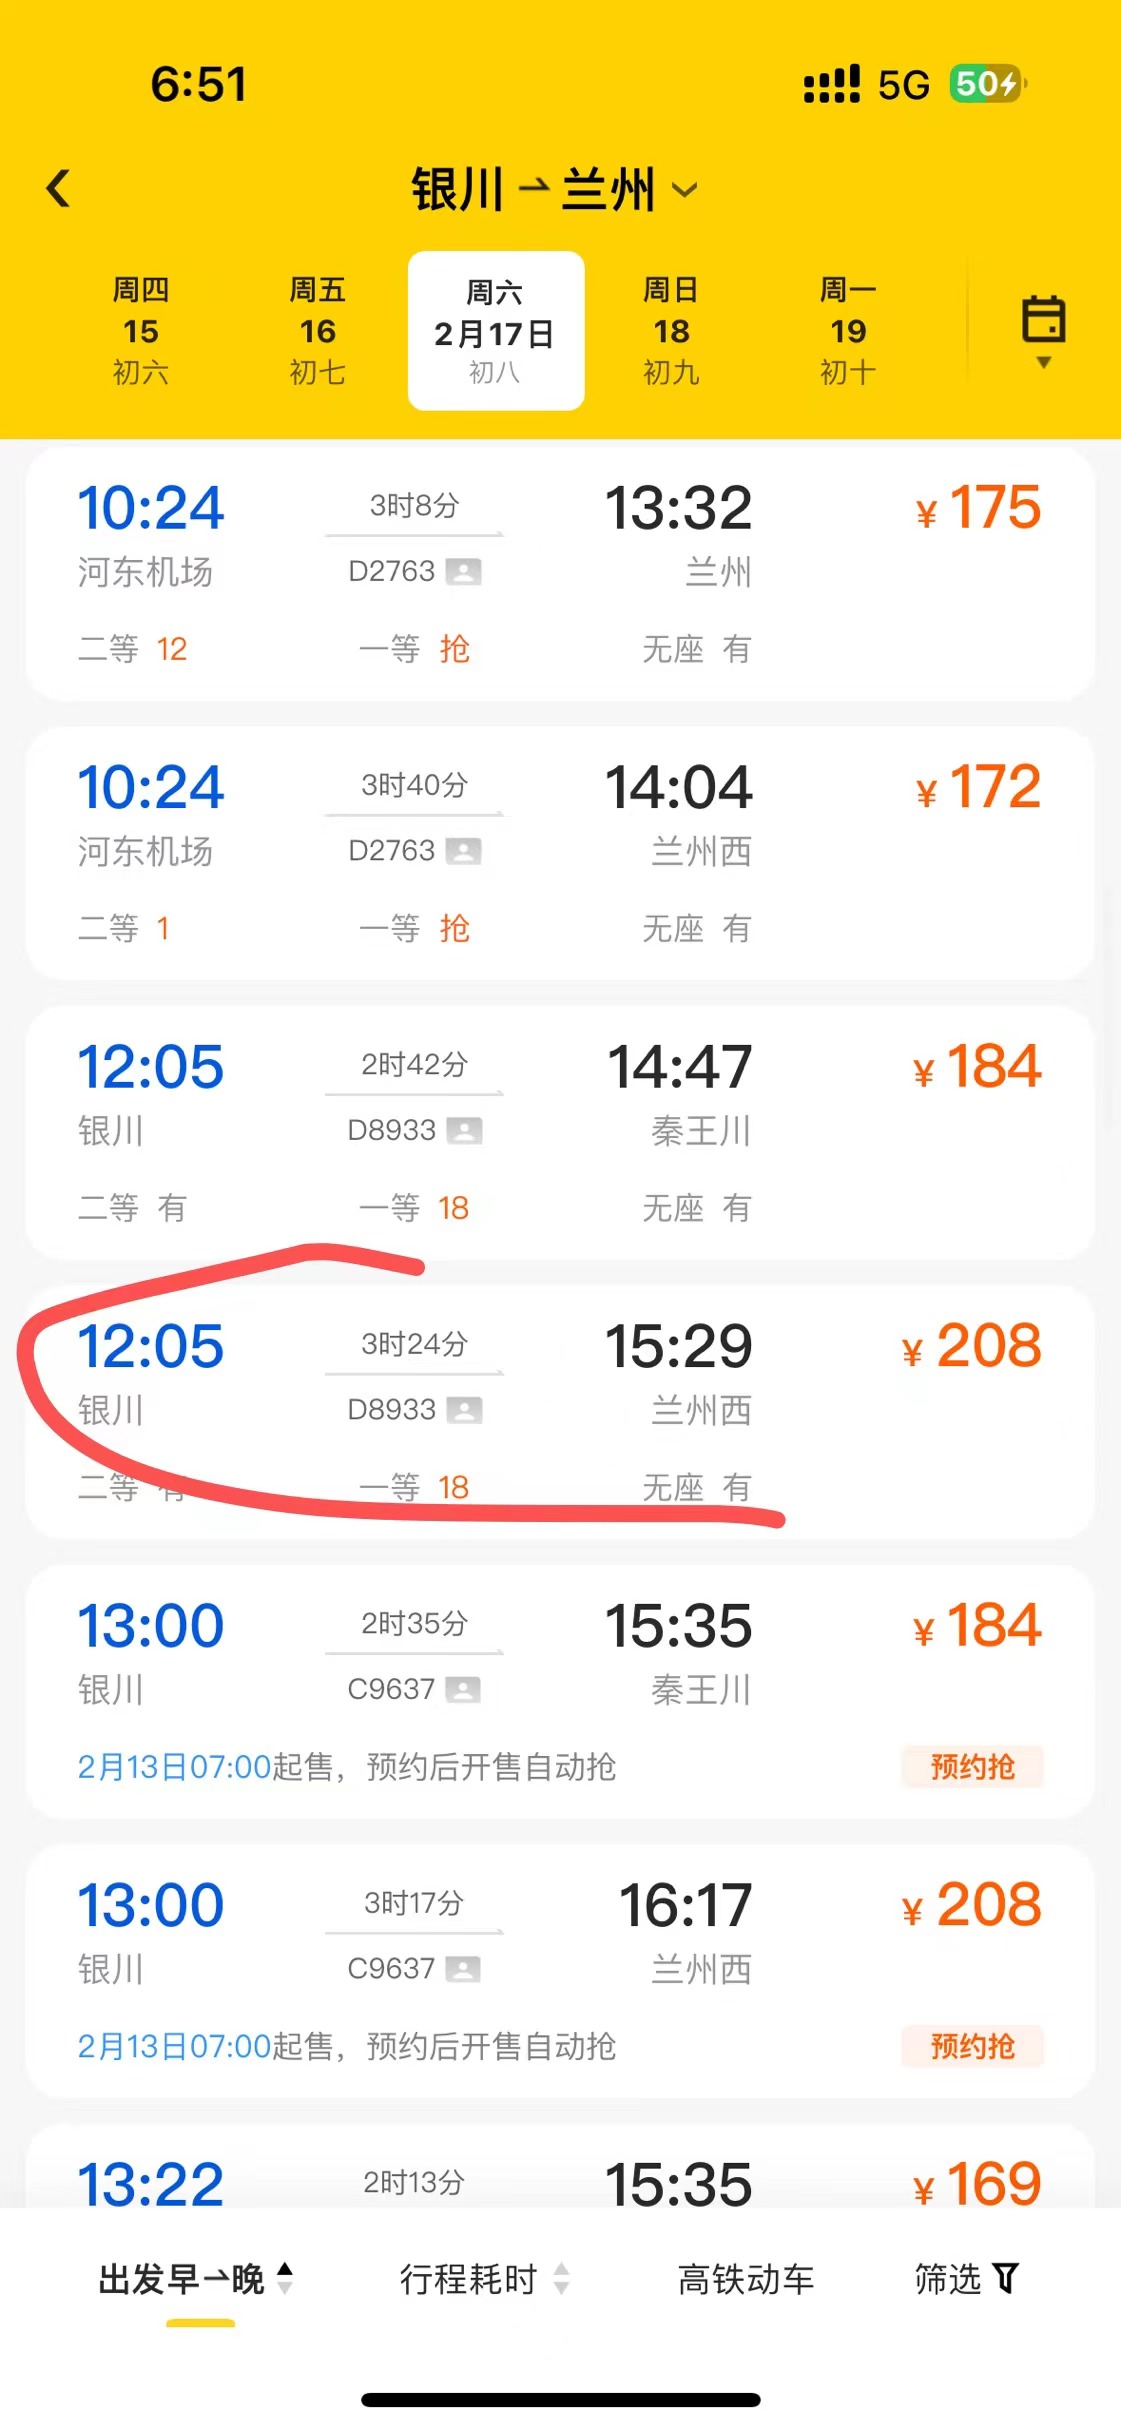 6:51 5G 50
银川 兰州
周四 周五 周六 周日 周一
15 16 2月17日 18 19
初六 初七 初八 初九 初十
10:24 3时8分 13:32 ¥175
河东机场 D2763 兰州
二等 12 一等 抢 无座 有
10:24 3时40分 14:04 ¥172
河东机场 D2763 兰州西
二等 1 一等 抢 无座 有
12:05 2时42分 14:47 ¥184
银川 D8933 秦王川
二等 有 一等 18 无座 有
12:05 3时24分 15:29 ¥208
银川 D8933 兰州西
二等 有 一等 18 无座 有
13:00 2时35分 15:35 ¥184
银川 C9637 秦王川
2月13日07:00起售，预约后开售自动抢 预约抢
13:00 3时17分 16:17 ¥208
银川 C9637 兰州西
2月13日07:00起售，预约后开售自动抢 预约抢
13:22 2时13分 15:35 ¥169
出发早⇀晚 行程耗时 高铁动车 筛选